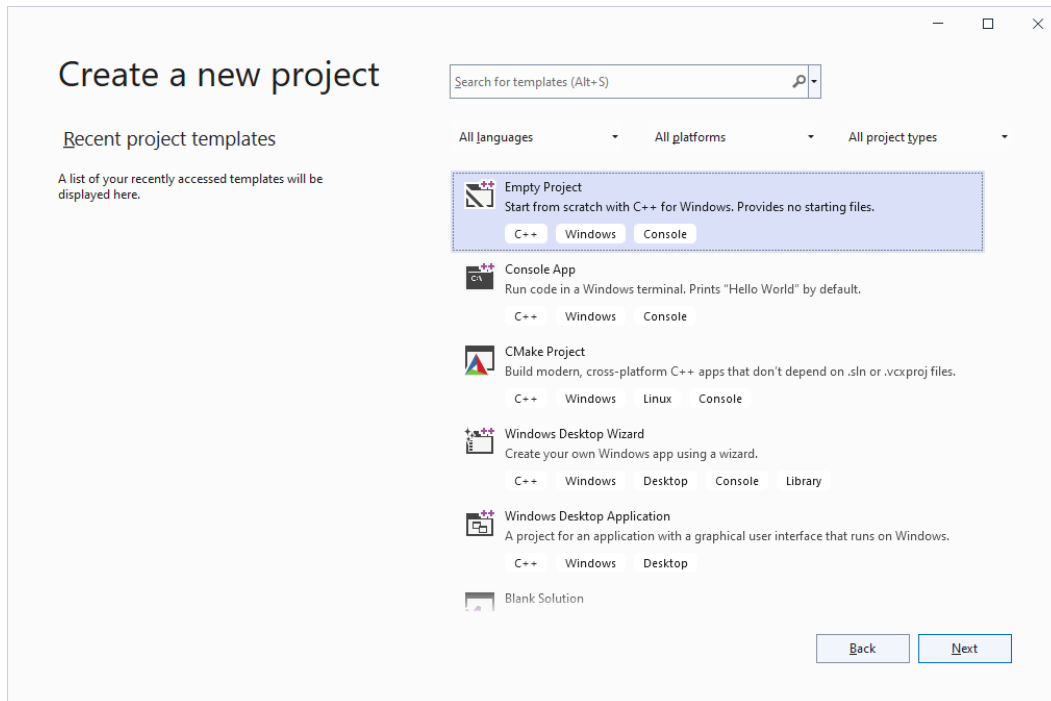 Create a new project
Search for templates (Alt+S)
Recent project templates
All languages
All platforms
All project types
A list of your recently accessed templates will be
displayed here.
Empty Project
Start from scratch with C++ for Windows. Provides no starting files.
C++ Windows Console
C:\
Console App
Run code in a Windows terminal. Prints "Hello World" by default.
C++ Windows Console
CMake Project
Build modern, cross-platform C++ apps that don't depend on .sln or .vcxproj files.
C++ Windows Linux Console
Windows Desktop Wizard
Create your own Windows app using a wizard.
C++ Windows Desktop Console Library
Windows Desktop Application
A project for an application with a graphical user interface that runs on Windows.
C++ Windows Desktop
Blank Solution
Back
Next